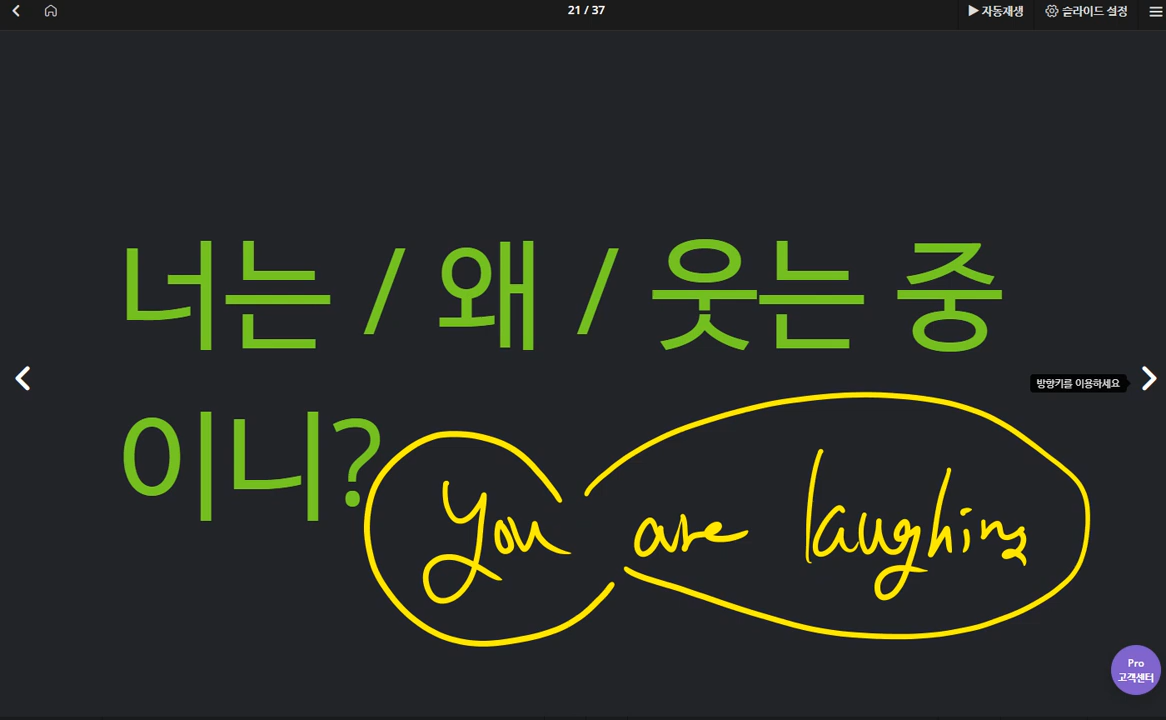 21 / 37
▶ 자동재생
슬라이드 설정
너는 / 왜 / 웃는 중
방향키를 이용하세요
이니?
you are laughing
Pro
고객센터